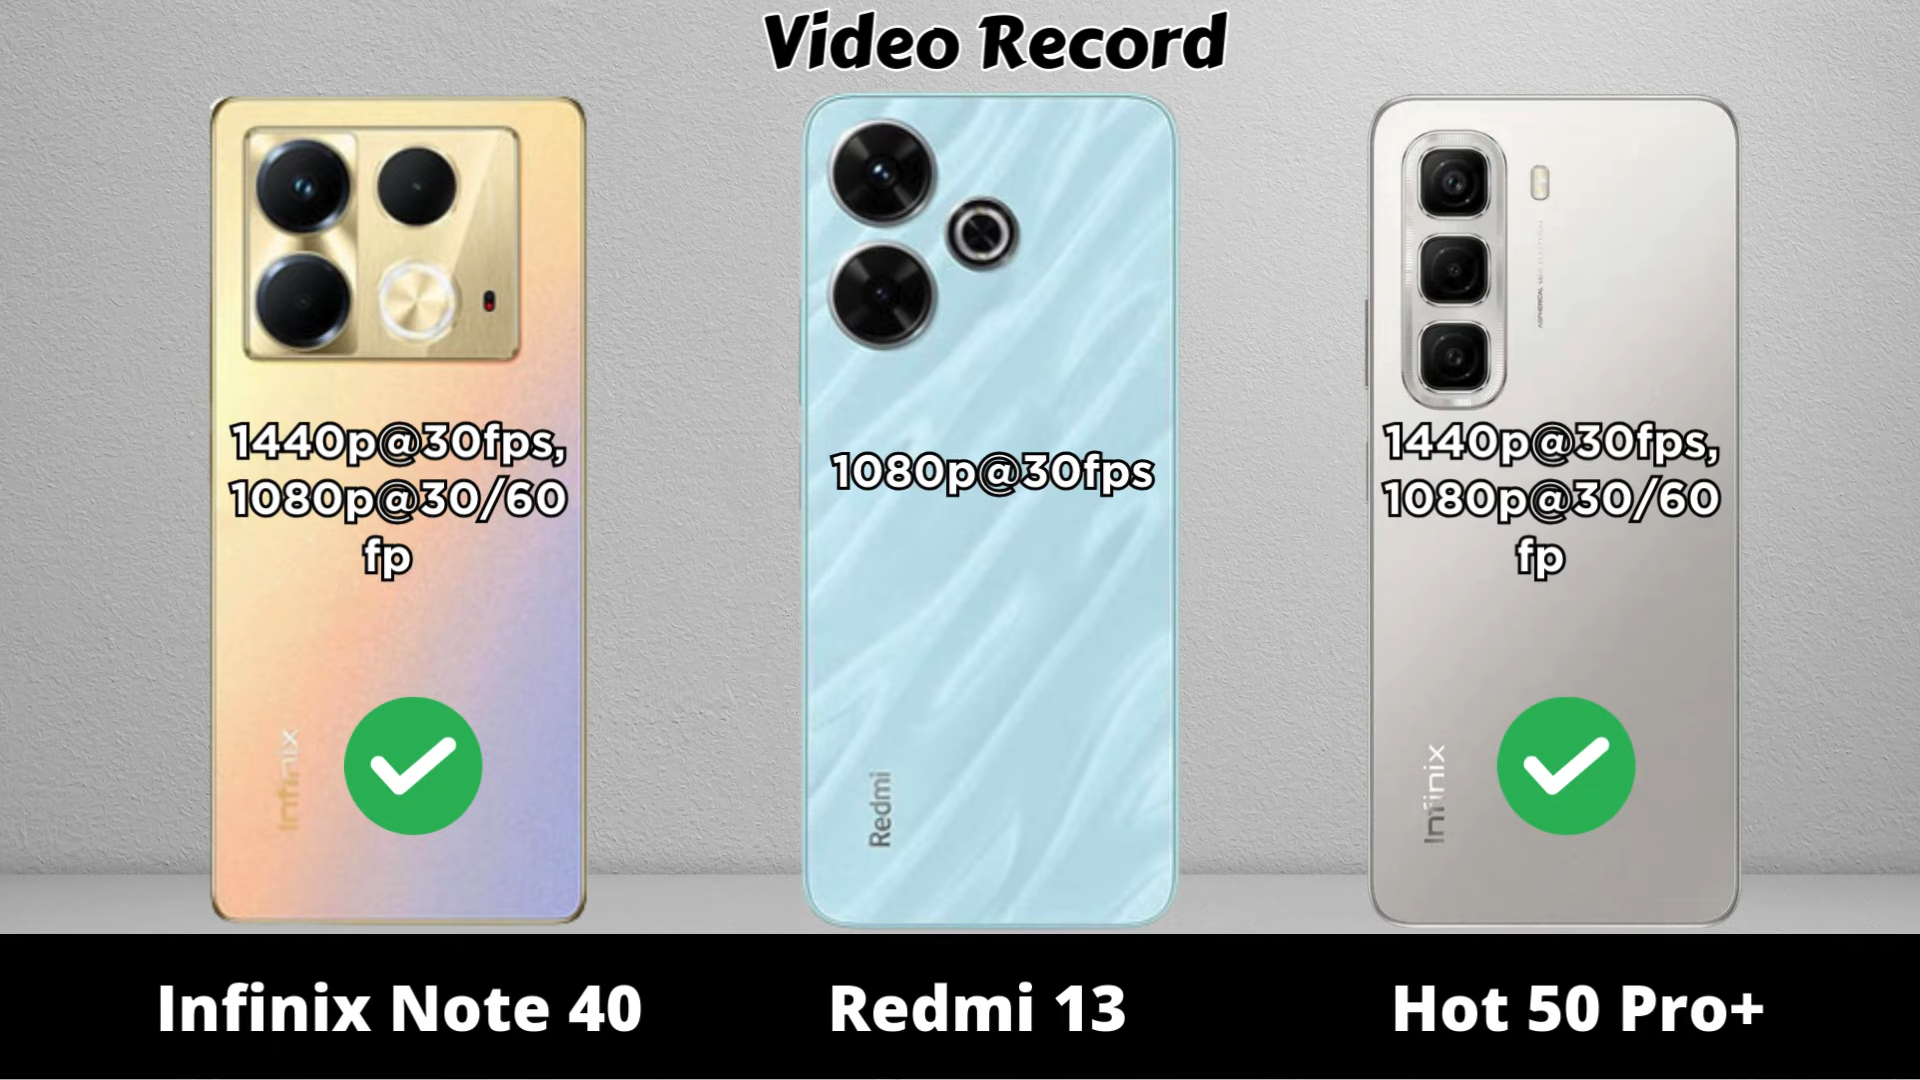 Video Record
1440p@30fps,
1080p@30/60
fp
1080p@30fps
1440p@30fps,
1080p@30/60
fp
Infinix
Redmi
Infinix
Infinix Note 40
Redmi 13
Hot 50 Pro+